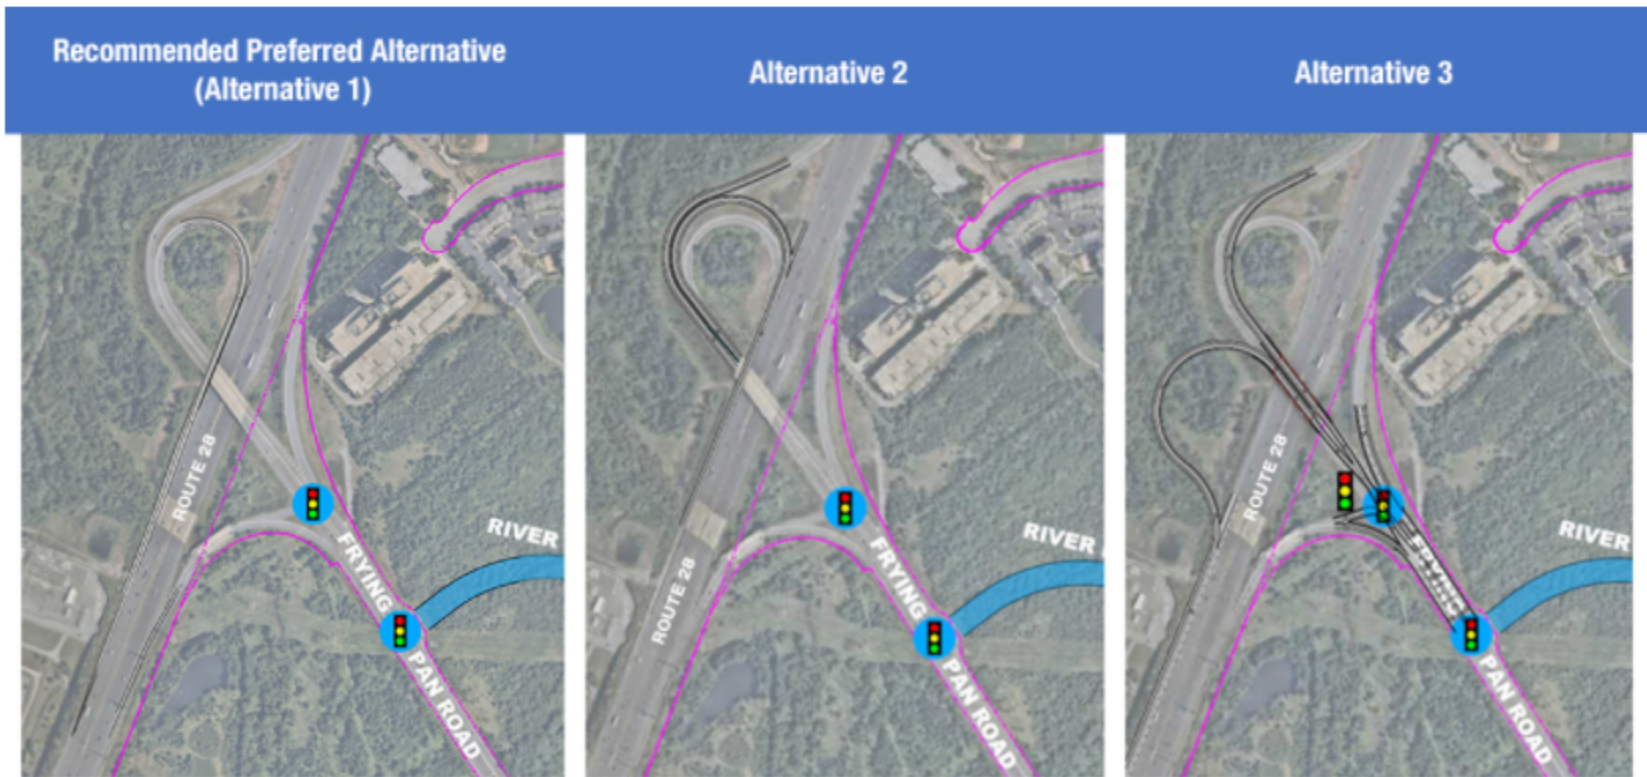 Recommended Preferred Alternative
(Alternative 1)
Alternative 2
Alternative 3
ROUTE 28
RIVER
FRYING
PAN ROAD
ROUTE 28
RIVER
FRYING
PAN ROAD
ROUTE 28
RIVER
FRYING
PAN ROAD